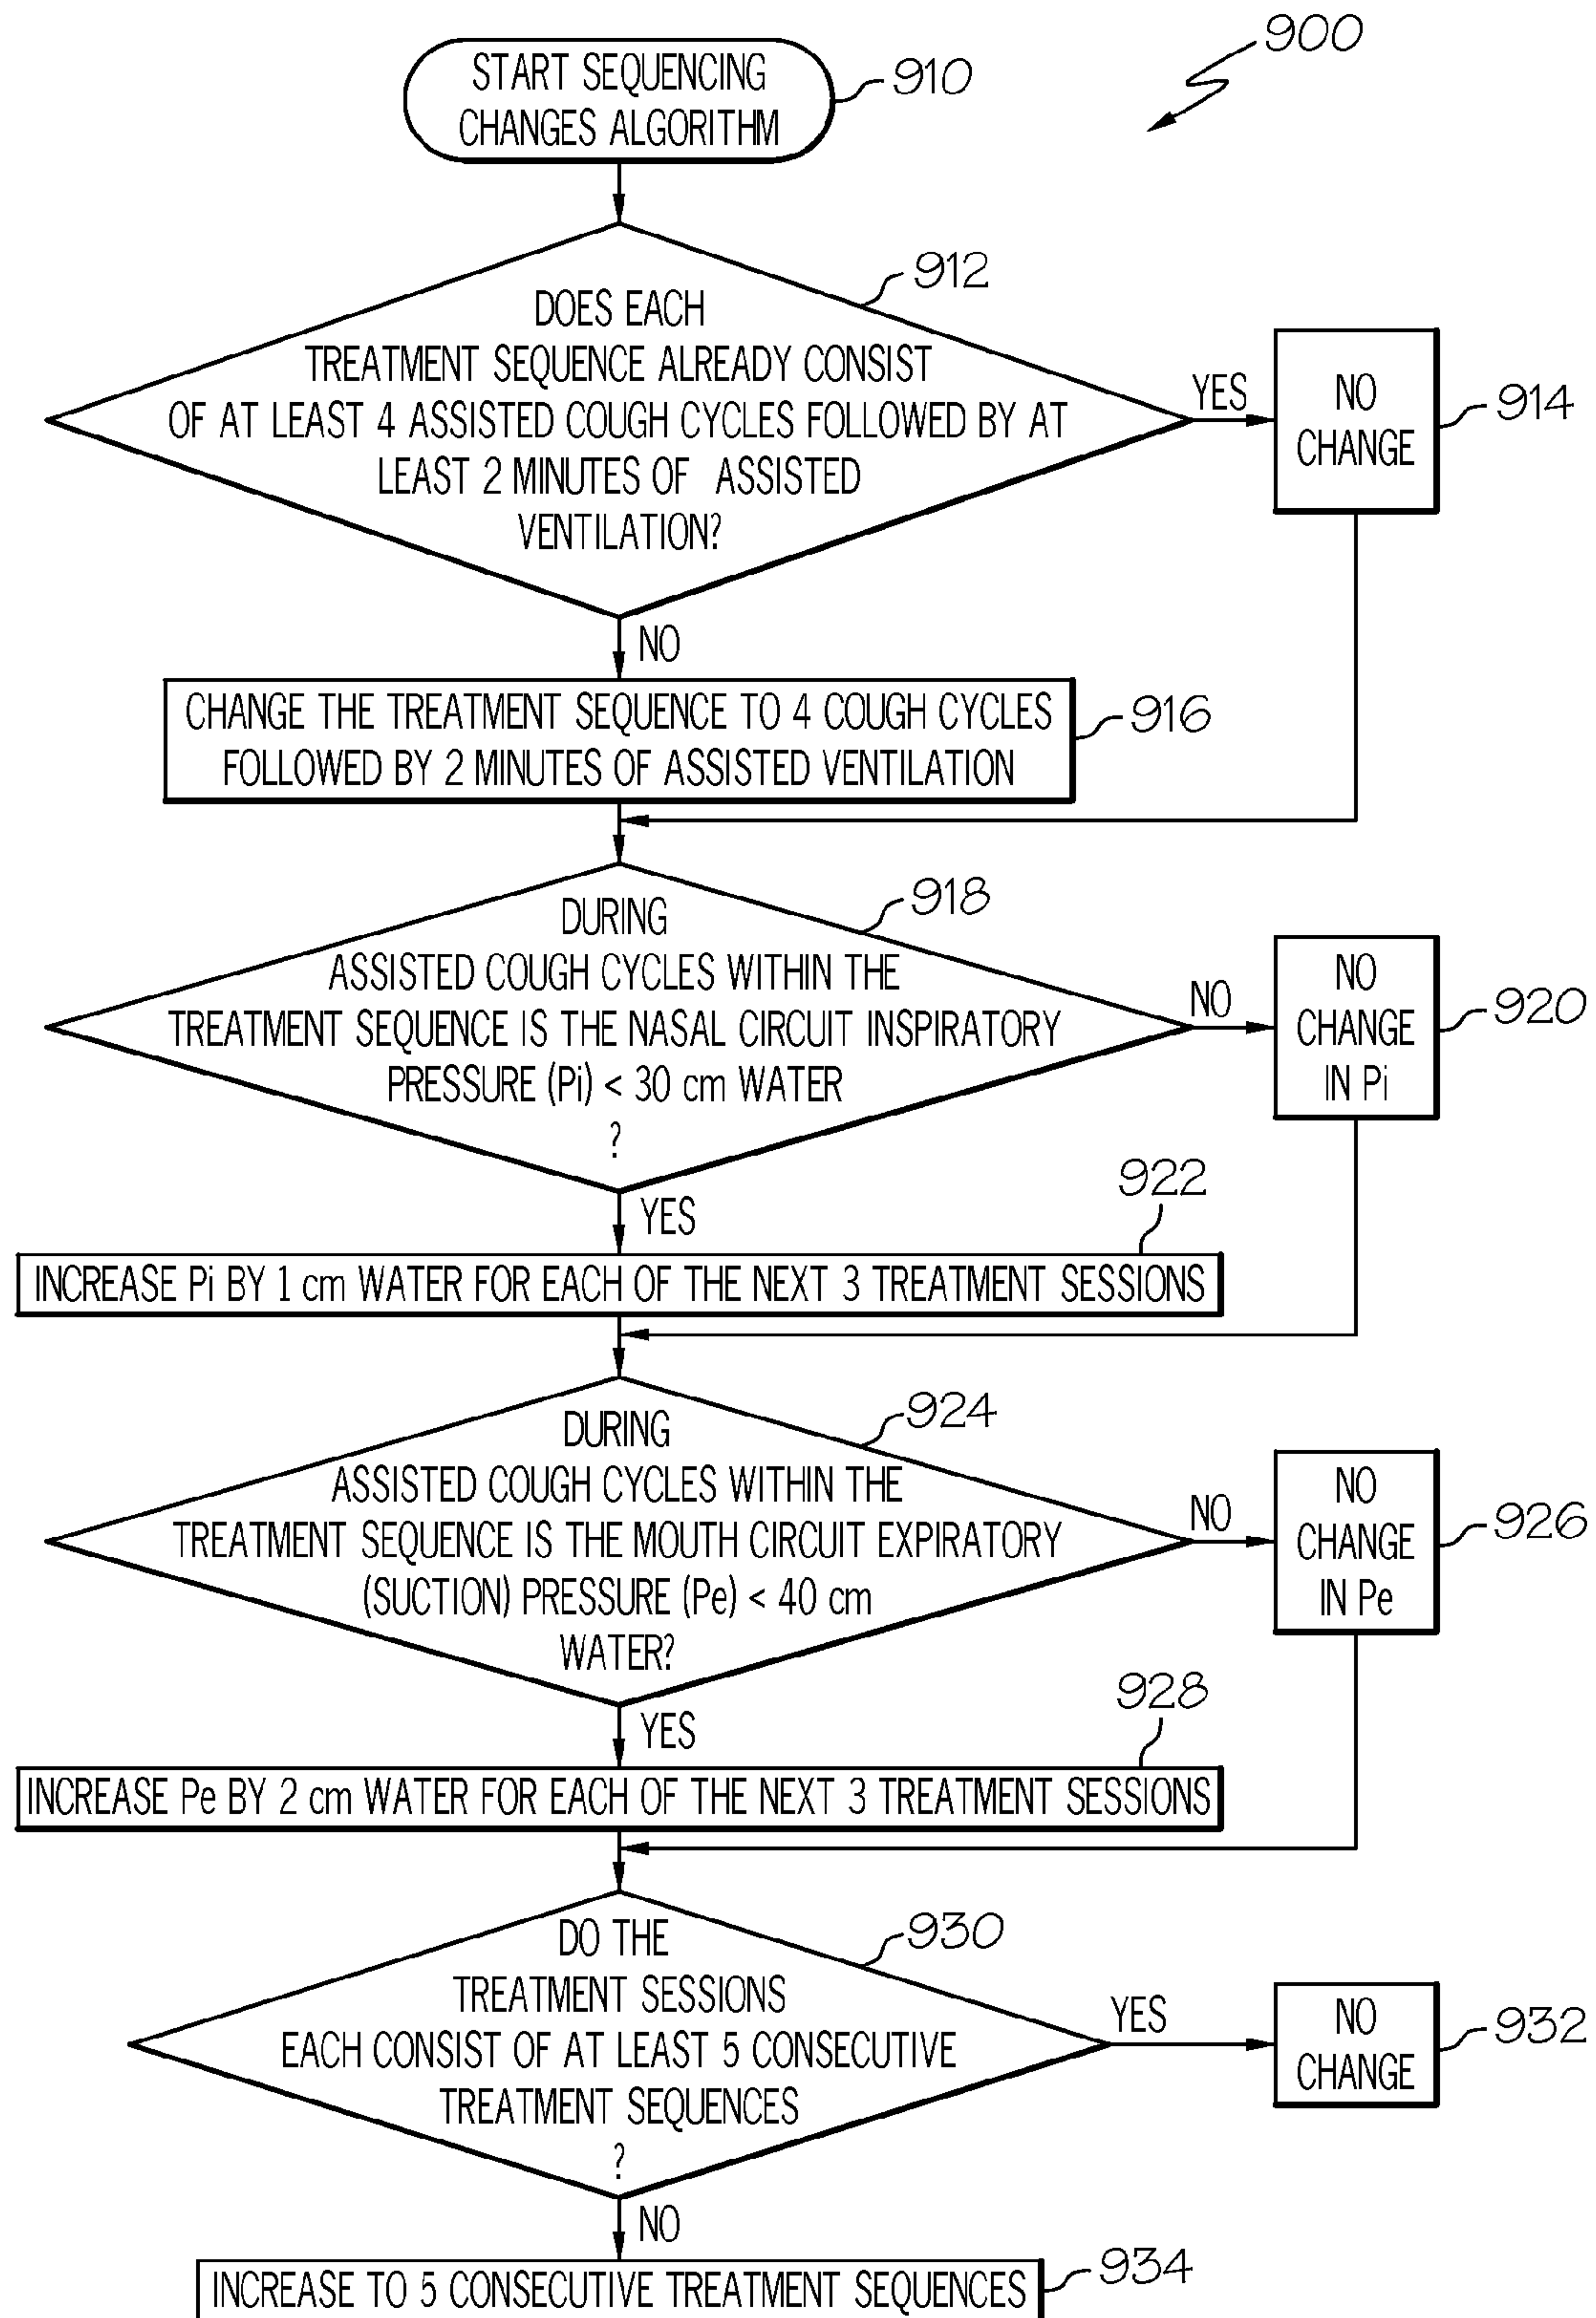 900
START SEQUENCING
CHANGES ALGORITHM
910
912
DOES EACH
TREATMENT SEQUENCE ALREADY CONSIST
OF AT LEAST 4 ASSISTED COUGH CYCLES FOLLOWED BY AT
LEAST 2 MINUTES OF ASSISTED
VENTILATION?
YES
NO
CHANGE
914
NO
CHANGE THE TREATMENT SEQUENCE TO 4 COUGH CYCLES
FOLLOWED BY 2 MINUTES OF ASSISTED VENTILATION
916
918
DURING
ASSISTED COUGH CYCLES WITHIN THE
TREATMENT SEQUENCE IS THE NASAL CIRCUIT INSPIRATORY
PRESSURE (Pi) < 30 cm WATER
?
NO
NO
CHANGE
IN Pi
920
YES
922
INCREASE Pi BY 1 cm WATER FOR EACH OF THE NEXT 3 TREATMENT SESSIONS
924
DURING
ASSISTED COUGH CYCLES WITHIN THE
TREATMENT SEQUENCE IS THE MOUTH CIRCUIT EXPIRATORY
(SUCTION) PRESSURE (Pe) < 40 cm
WATER?
NO
NO
CHANGE
IN Pe
926
YES
928
INCREASE Pe BY 2 cm WATER FOR EACH OF THE NEXT 3 TREATMENT SESSIONS
930
DO THE
TREATMENT SESSIONS
EACH CONSIST OF AT LEAST 5 CONSECUTIVE
TREATMENT SEQUENCES
?
YES
NO
CHANGE
932
NO
INCREASE TO 5 CONSECUTIVE TREATMENT SEQUENCES
934